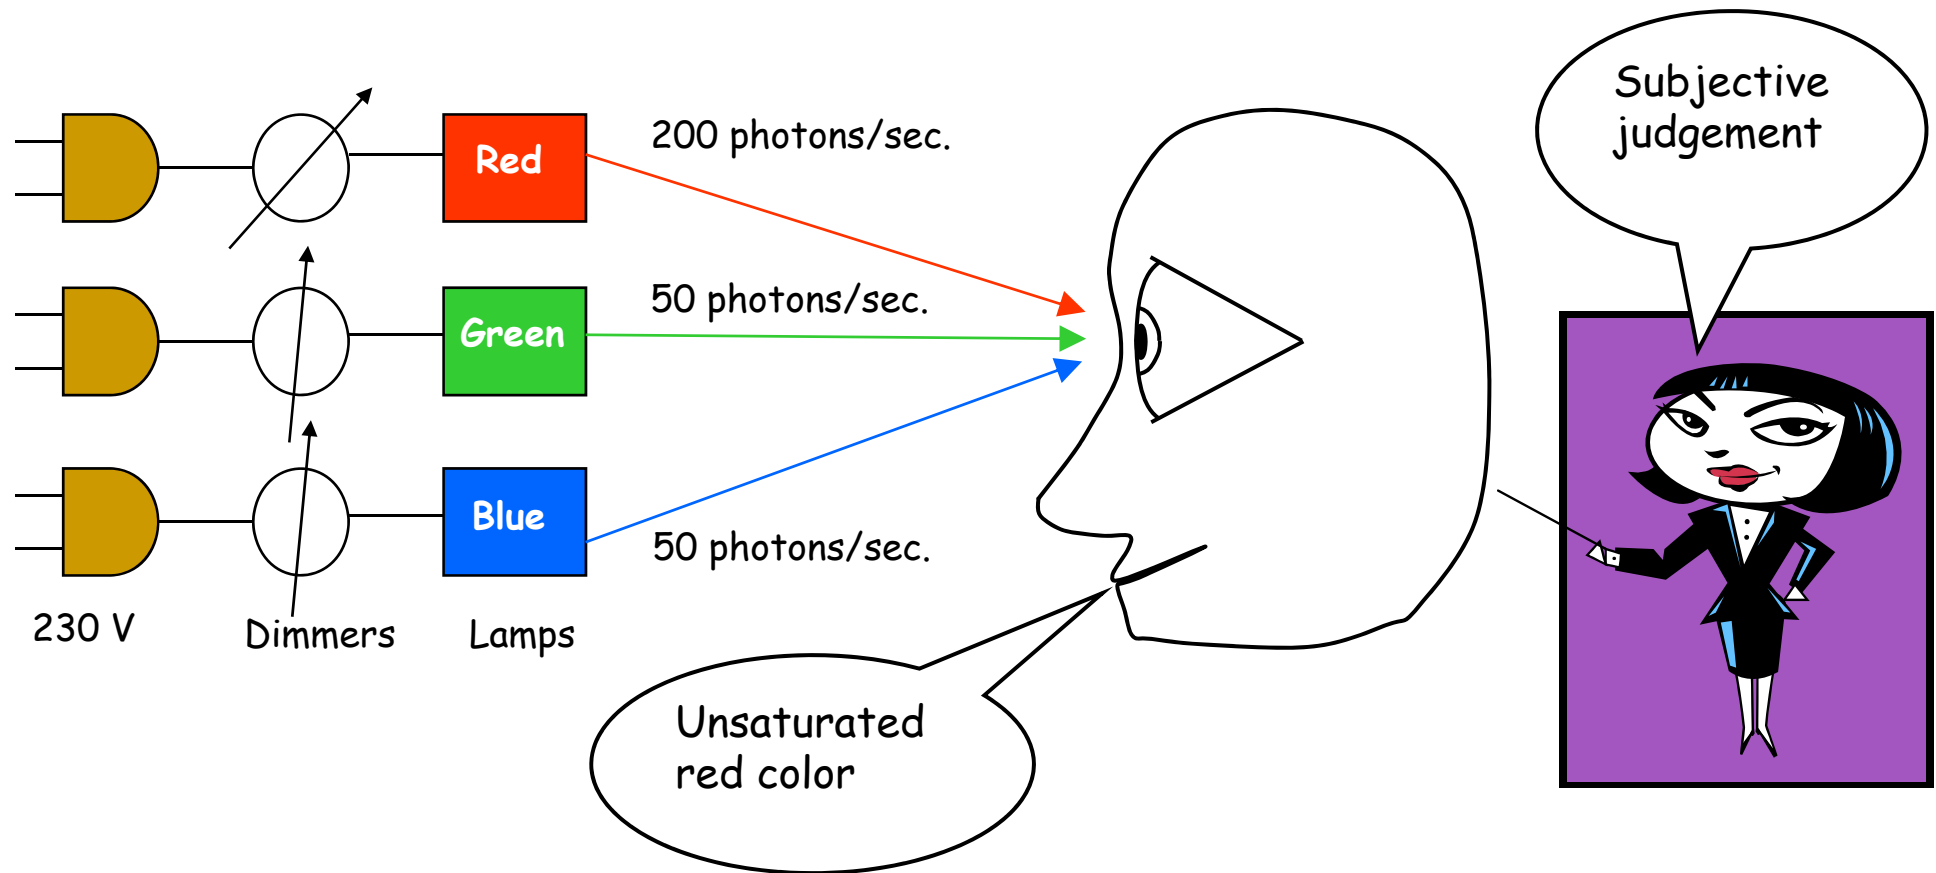 Subjective
judgement
200 photons/sec.
Red
50 photons/sec.
Green
Blue
50 photons/sec.
230 V
Dimmers
Lamps
Unsaturated
red color